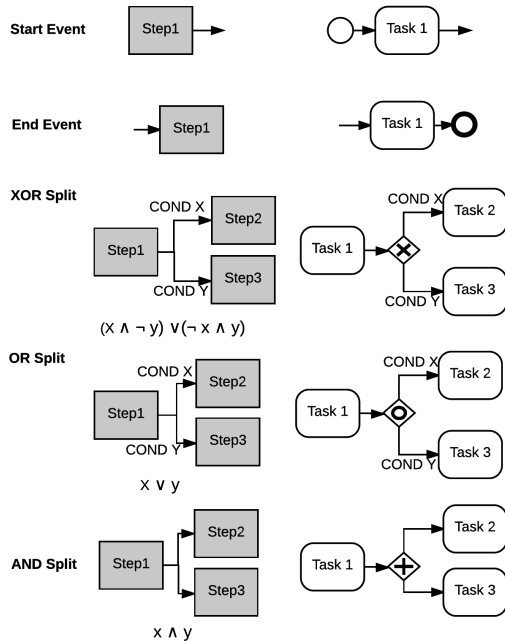 Start Event
Step1
Task 1
End Event
Step1
Task 1
XOR Split
COND X
Step1
Step2
Step3
COND Y
(x ∧ ¬ y) ∨(¬ x ∧ y)
COND X
Task 1
Task 2
Task 3
COND Y
OR Split
COND X
Step1
Step2
Step3
COND Y
x ∨ y
COND X
Task 1
Task 2
Task 3
COND Y
AND Split
Step1
Step2
Step3
x ∧ y
Task 1
Task 2
Task 3